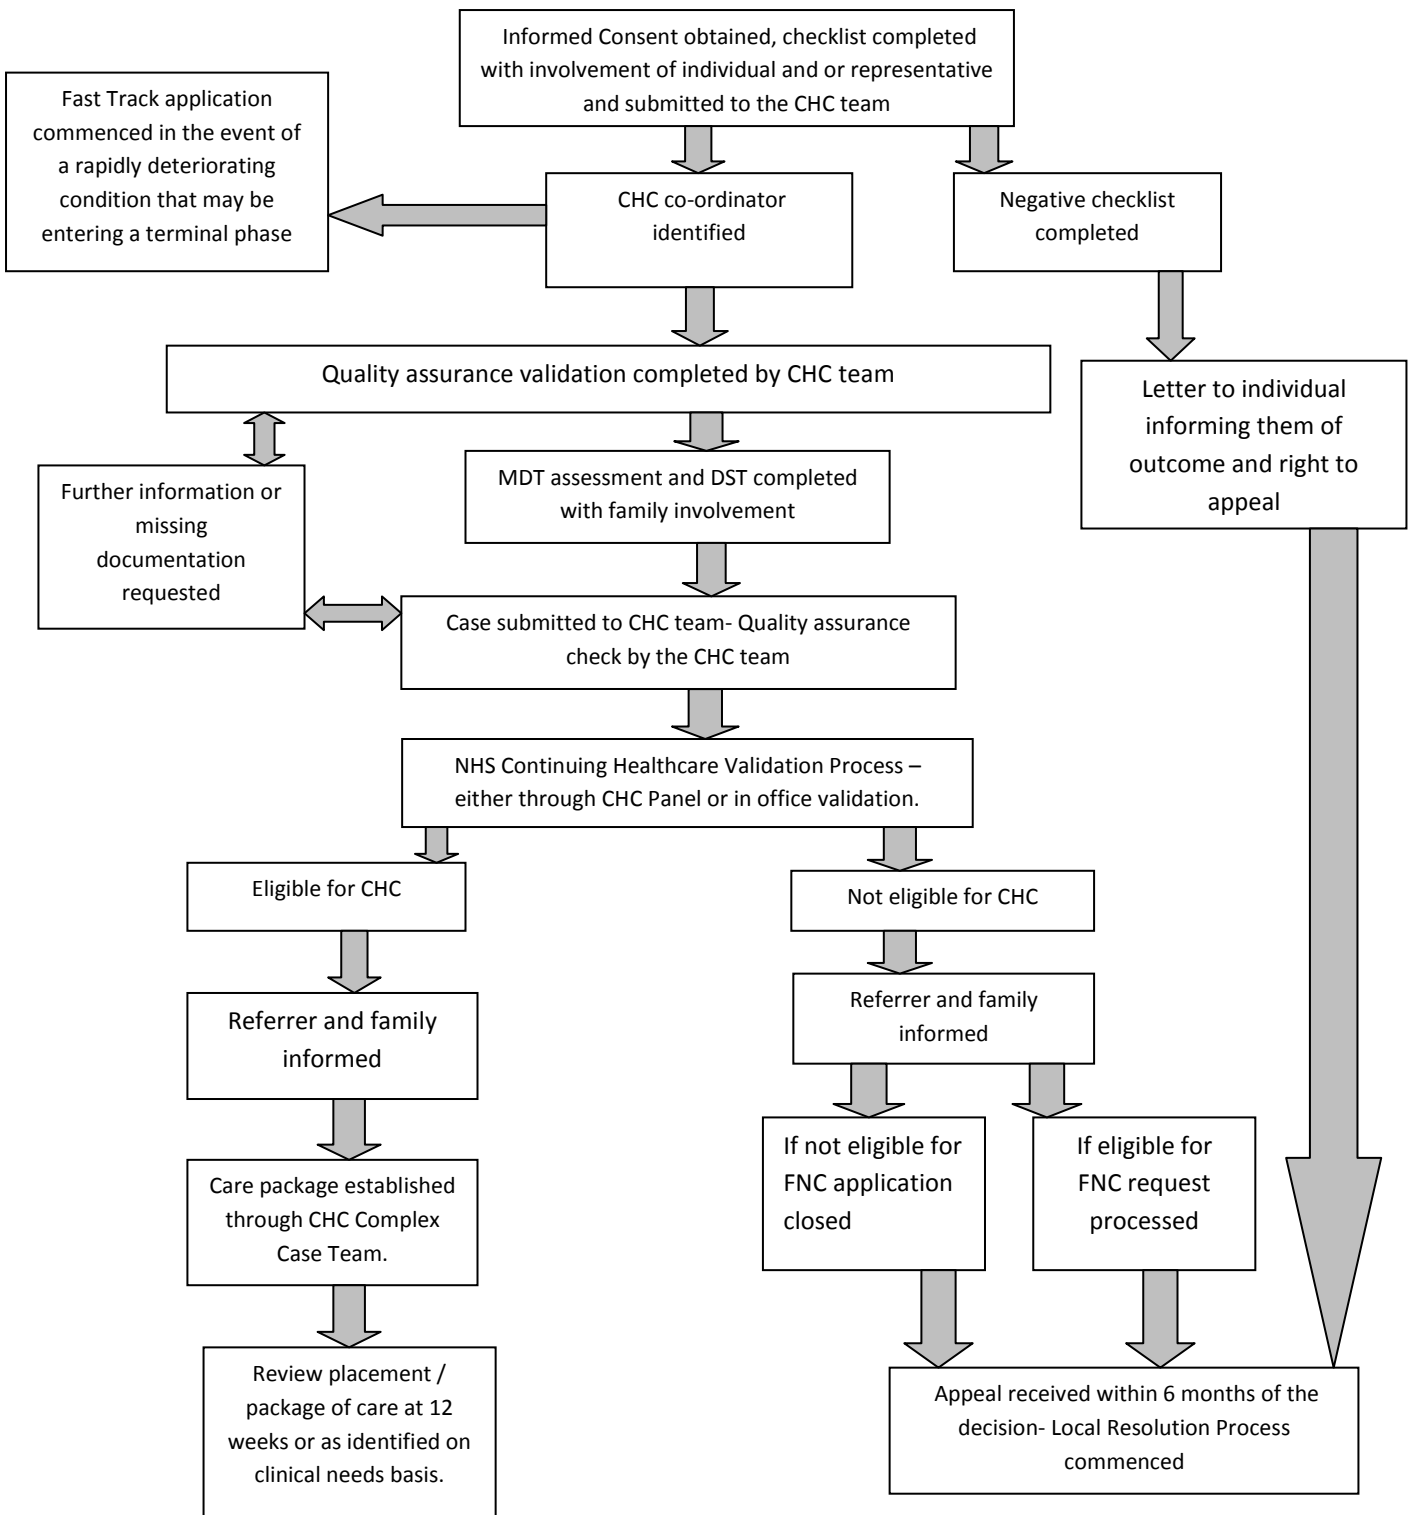 Informed Consent obtained, checklist completed
with involvement of individual and or representative
and submitted to the CHC team
Fast Track application
commenced in the event of
a rapidly deteriorating
condition that may be
entering a terminal phase
CHC co-ordinator
identified
Negative checklist
completed
Quality assurance validation completed by CHC team
Letter to individual
informing them of
outcome and right to
appeal
Further information or
missing
documentation
requested
MDT assessment and DST completed
with family involvement
Case submitted to CHC team- Quality assurance
check by the CHC team
NHS Continuing Healthcare Validation Process –
either through CHC Panel or in office validation.
Eligible for CHC
Not eligible for CHC
Referrer and family
informed
Referrer and family
informed
Care package established
through CHC Complex
Case Team.
If not eligible for
FNC application
closed
If eligible for
FNC request
processed
Review placement /
package of care at 12
weeks or as identified on
clinical needs basis.
Appeal received within 6 months of the
decision- Local Resolution Process
commenced